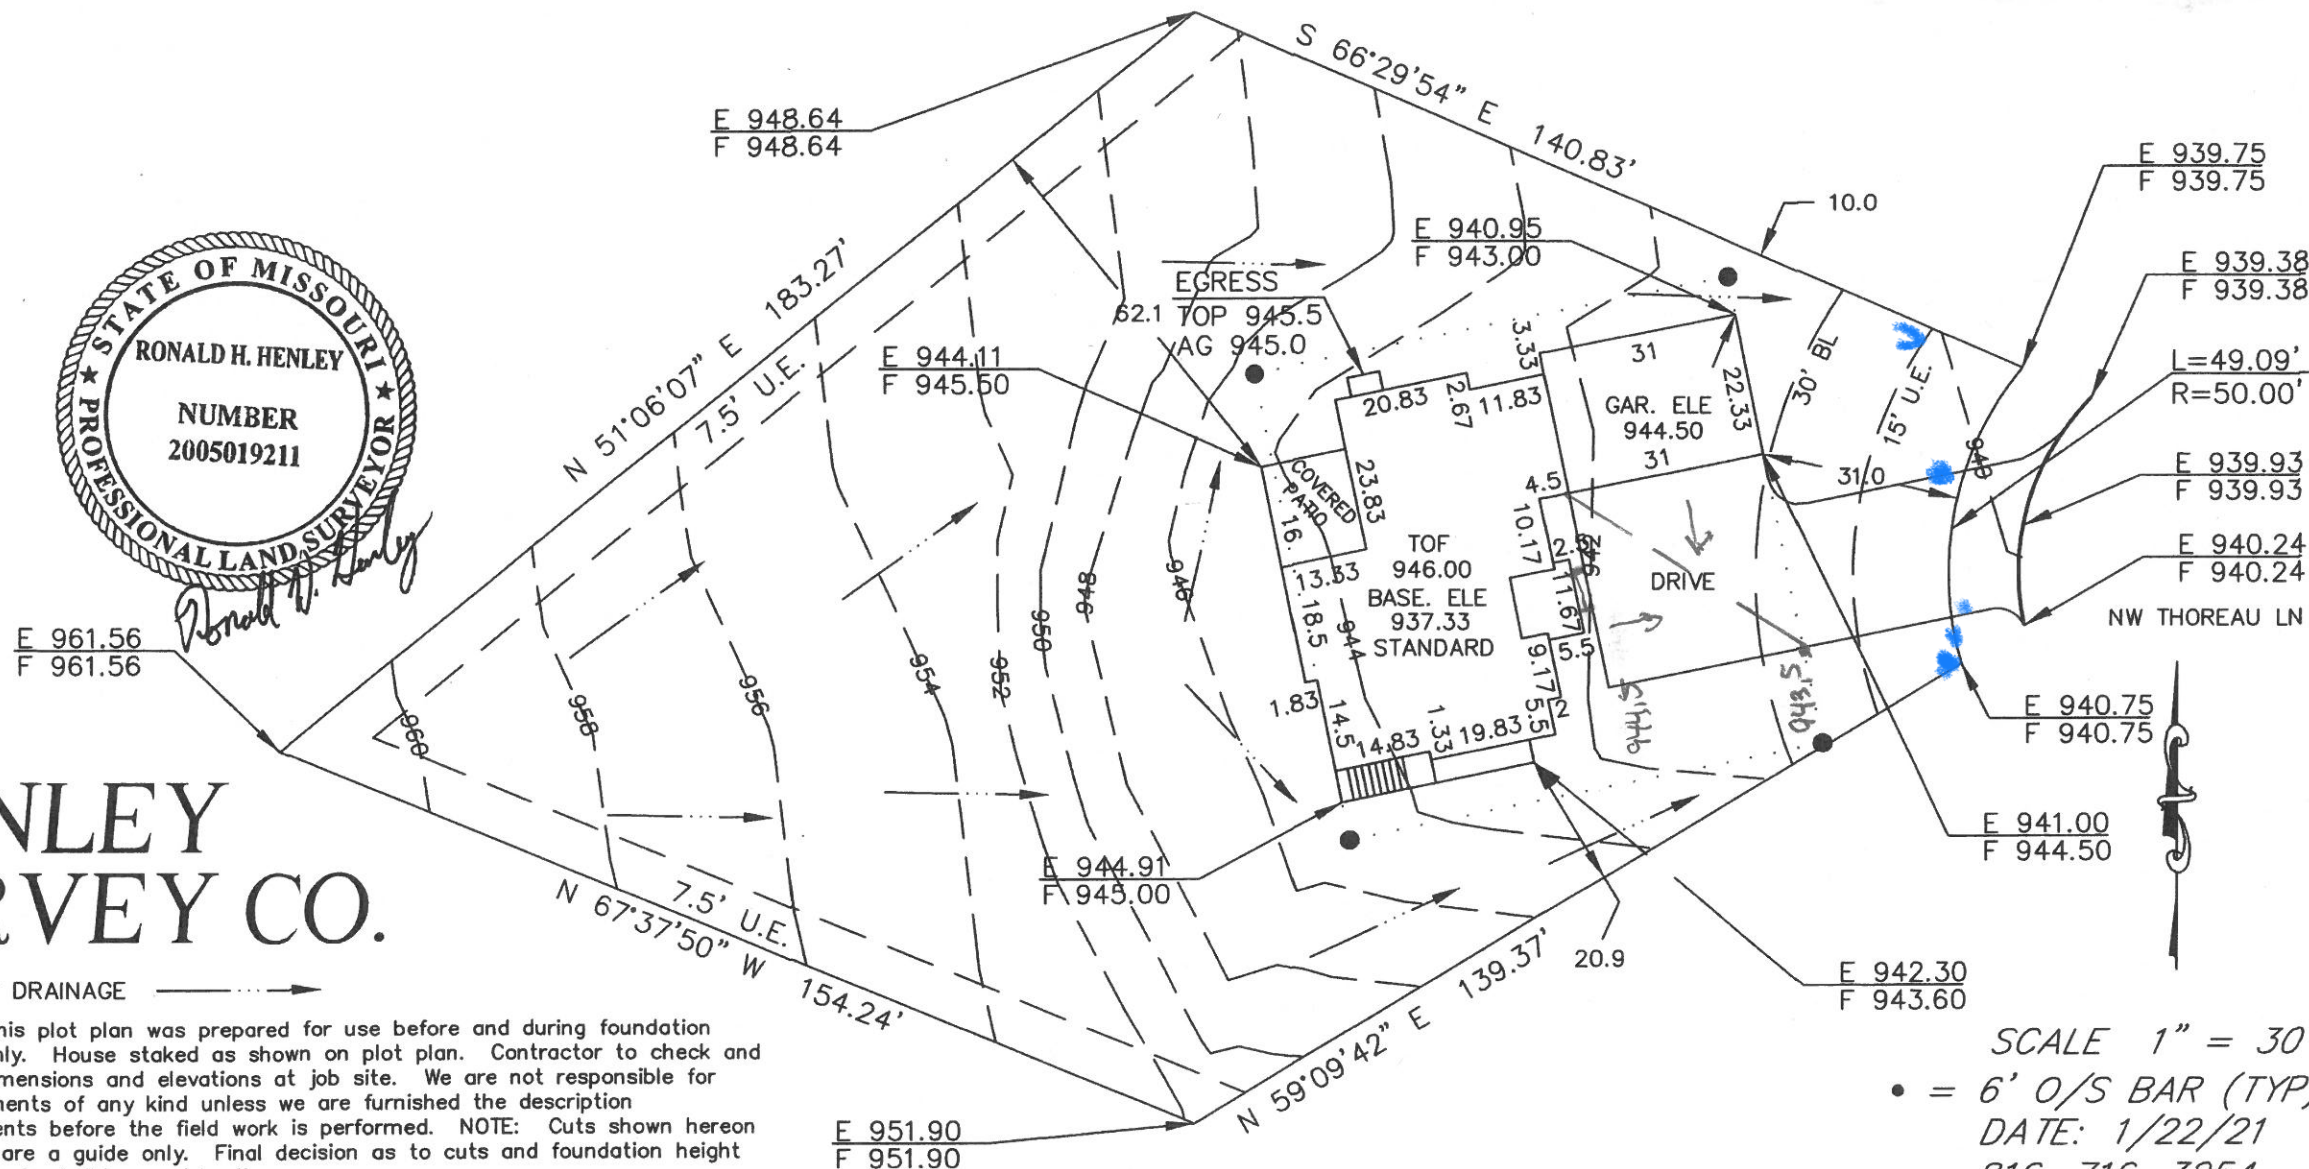 S 66°29'54" E 140.83'
E 948.64
F 948.64
E 939.75
F 939.75
10.0
E 940.95
F 943.00
E 939.38
F 939.38
STATE OF MISSOURI
RONALD H. HENLEY
NUMBER
2005019211
PROFESSIONAL LAND SURVEYOR
N 51°06'07" E 183.27'
7.5' U.E.
EGRESS
62.1 TOP 945.5
AG 945.0
3.33
31
30' BL
15' U.E.
L=49.09'
R=50.00'
E 944.11
F 945.50
20.83
2.67
11.83
GAR. ELE
944.50
22.33
31
940
COVERED
PATIO
16.
23.83
4.5
31.0
E 939.93
F 939.93
10.17
2.5
942
TOF
946.00
BASE. ELE
937.33
STANDARD
DRIVE
E 940.24
F 940.24
NW THOREAU LN
13.33
18.5
11.67
5.5
9.17
944
946
948
950
952
954
956
958
960
E 961.56
F 961.56
1.83
14.5
14.83
1.33
19.83
5.5
2
944.5
943.5
E 940.75
F 940.75
E 941.00
F 944.50
E 944.91
F 945.00
20.9
E 942.30
F 943.60
NLEY
RVEY CO.
7.5' U.E.
N 67°37'50" W 154.24'
N 59°09'42" E 139.37'
DRAINAGE
his plot plan was prepared for use before and during foundation
nly. House staked as shown on plot plan. Contractor to check and
mensions and elevations at job site. We are not responsible for
ments of any kind unless we are furnished the description
ents before the field work is performed. NOTE: Cuts shown hereon
are a guide only. Final decision as to cuts and foundation height
E 951.90
F 951.90
SCALE 1" = 30
• = 6' O/S BAR (TYP)
DATE: 1/22/21